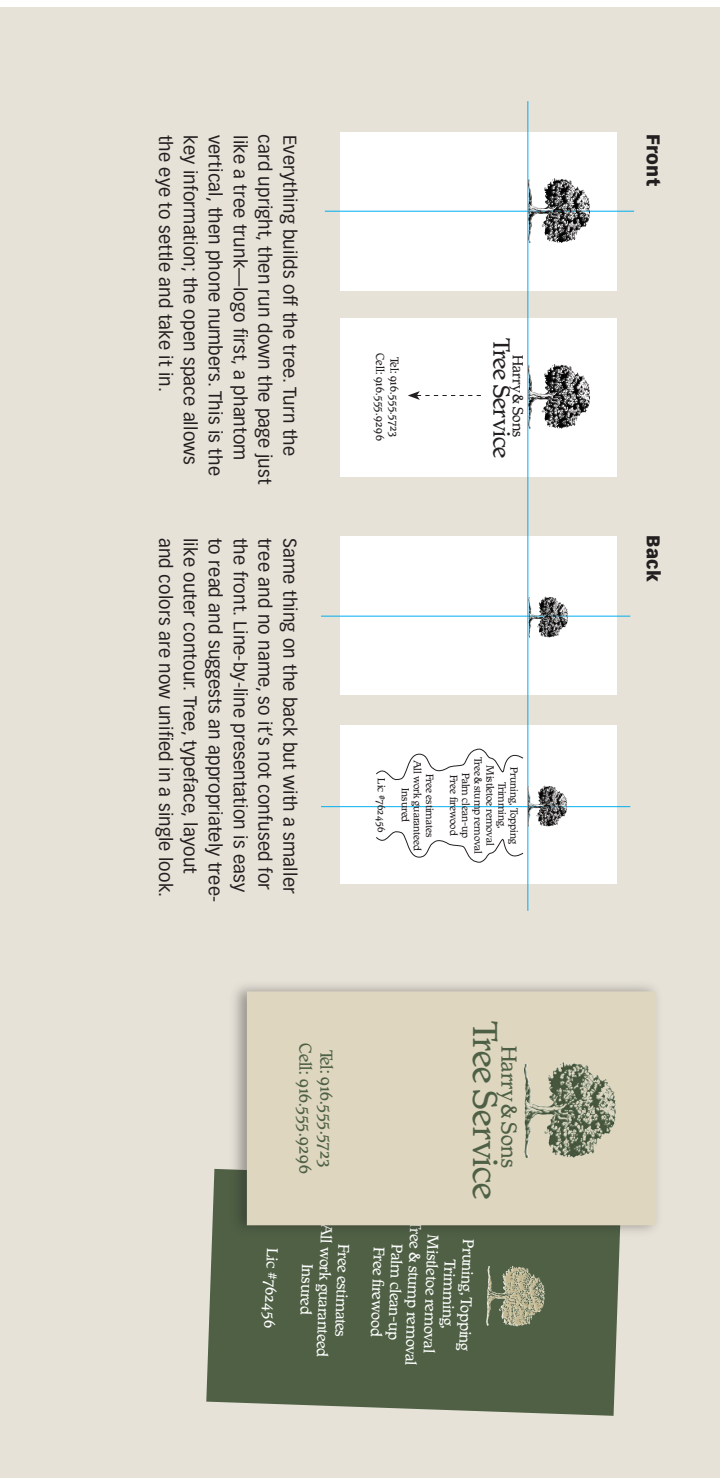 Front
Harry & Sons
Tree Service
Tel: 916.555.5723
Cell: 916.555.9296
Everything builds off the tree. Turn the
card upright, then run down the page just
like a tree trunk—logo first, a phantom
vertical, then phone numbers. This is the
key information; the open space allows
the eye to settle and take it in.
Back
Pruning, Topping
Trimming,
Mistletoe removal
Tree & stump removal
Palm clean-up
Free firewood
Free estimates
All work guaranteed
Insured
Lic #762456
Same thing on the back but with a smaller
tree and no name, so it’s not confused for
the front. Line-by-line presentation is easy
to read and suggests an appropriately tree-
like outer contour. Tree, typeface, layout
and colors are now unified in a single look.
Harry & Sons
Tree Service
Tel: 916.555.5723
Cell: 916.555.9296
Pruning, Topping
Trimming,
Mistletoe removal
Tree & stump removal
Palm clean-up
Free firewood
Free estimates
All work guaranteed
Insured
Lic #762456